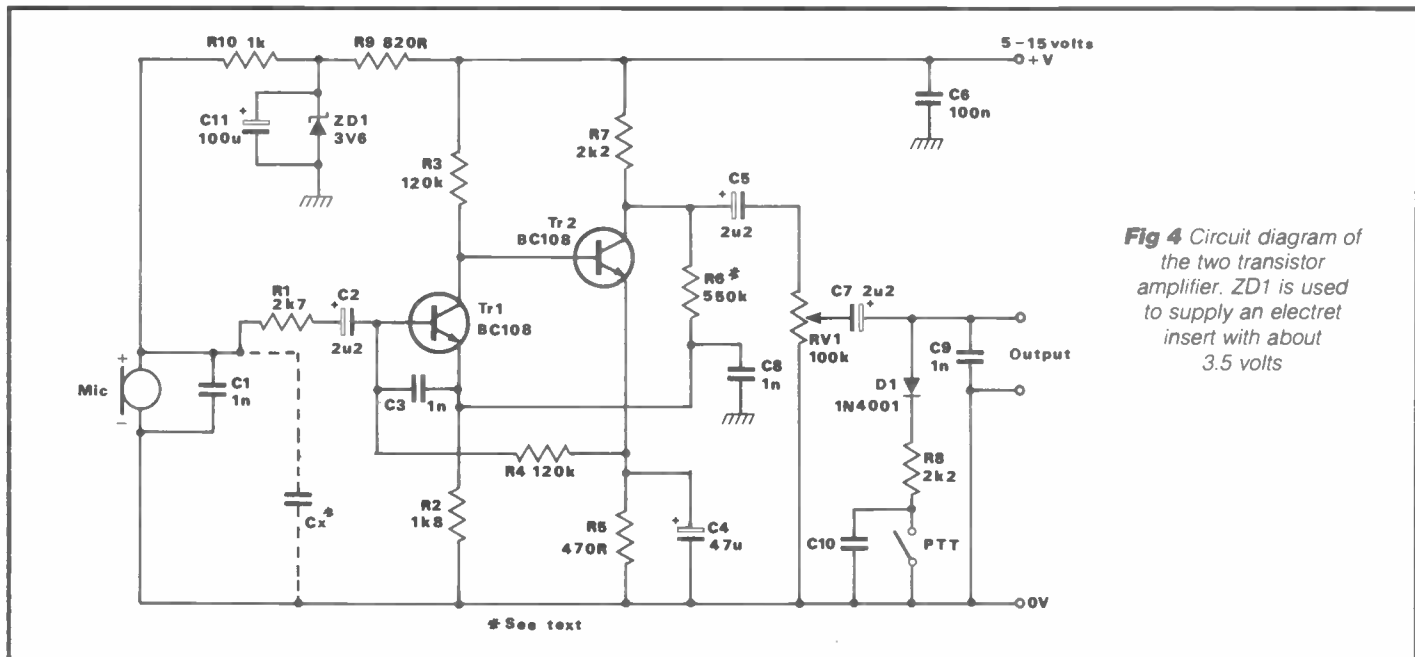 R10 1k
R9 820R
5-15 volts
+V
C11
100u
+
ZD1
3V6
C6
100n
R3
120k
R7
2k2
C5
+
2u2
Tr2
BC108
R6*
560k
R1
2k7
C2
+
2u2
Tr1
BC108
C7 2u2
+
RV1
100k
C9
1n
Output
+
Mic
-
C1
1n
C3
1n
C8
1n
D1
1N4001
R4 120k
R8
2k2
Cx*
R2
1k8
R5
470R
+
C4
47u
C10
PTT
0V
* See text
Fig 4 Circuit diagram of
the two transistor
amplifier. ZD1 is used
to supply an electret
insert with about
3.5 volts